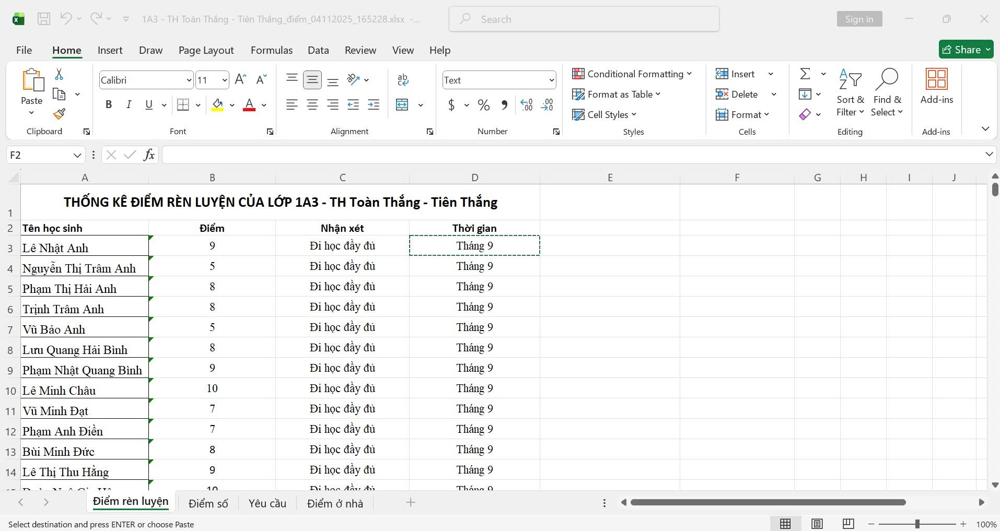 1A3 - TH Toàn Thắng - Tiên Thắng_điểm_04112025_165228.xlsx -...
Search
Sign in
File Home Insert Draw Page Layout Formulas Data Review View Help
Share
Paste
Clipboard
Calibri 11
B I U
Font
ab
Alignment
Text
$ % 9 .00 .00 .0
Number
Conditional Formatting
Format as Table
Cell Styles
Styles
Insert
Delete
Format
Cells
Sort & Filter
Find & Select
Editing
Add-ins
Add-ins
F2
fx
A B C D E F G H I J
1 THỐNG KÊ ĐIỂM RÈN LUYỆN CỦA LỚP 1A3 - TH Toàn Thắng - Tiên Thắng
2 Tên học sinh Điểm Nhận xét Thời gian
3 Lê Nhật Anh 9 Đi học đầy đủ Tháng 9
4 Nguyễn Thị Trâm Anh 5 Đi học đầy đủ Tháng 9
5 Phạm Thị Hải Anh 8 Đi học đầy đủ Tháng 9
6 Trịnh Trâm Anh 8 Đi học đầy đủ Tháng 9
7 Vũ Bảo Anh 5 Đi học đầy đủ Tháng 9
8 Lưu Quang Hải Bình 8 Đi học đầy đủ Tháng 9
9 Phạm Nhật Quang Bình 9 Đi học đầy đủ Tháng 9
10 Lê Minh Châu 10 Đi học đầy đủ Tháng 9
11 Vũ Minh Đạt 7 Đi học đầy đủ Tháng 9
12 Phạm Anh Điền 7 Đi học đầy đủ Tháng 9
13 Bùi Minh Đức 8 Đi học đầy đủ Tháng 9
14 Lê Thị Thu Hằng 9 Đi học đầy đủ Tháng 9
10 Đi học đầy đủ Tháng 9
Điểm rèn luyện Điểm số Yêu cầu Điểm ở nhà
Select destination and press ENTER or choose Paste
100%